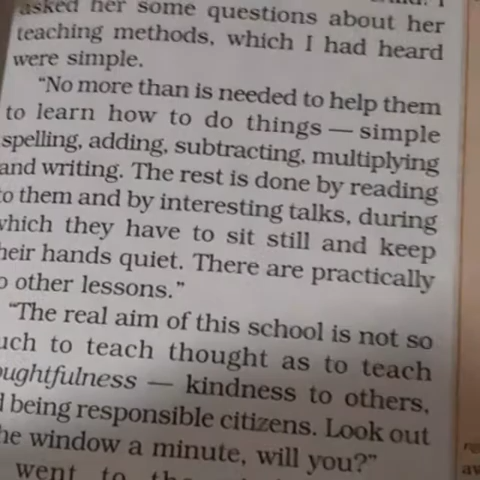 asked her some questions about her
teaching methods, which I had heard
were simple.
“No more than is needed to help them
to learn how to do things — simple
spelling, adding, subtracting, multiplying
and writing. The rest is done by reading
to them and by interesting talks, during
which they have to sit still and keep
their hands quiet. There are practically
no other lessons.”
“The real aim of this school is not so
much to teach thought as to teach
thoughtfulness — kindness to others,
being responsible citizens. Look out
the window a minute, will you?”
went to